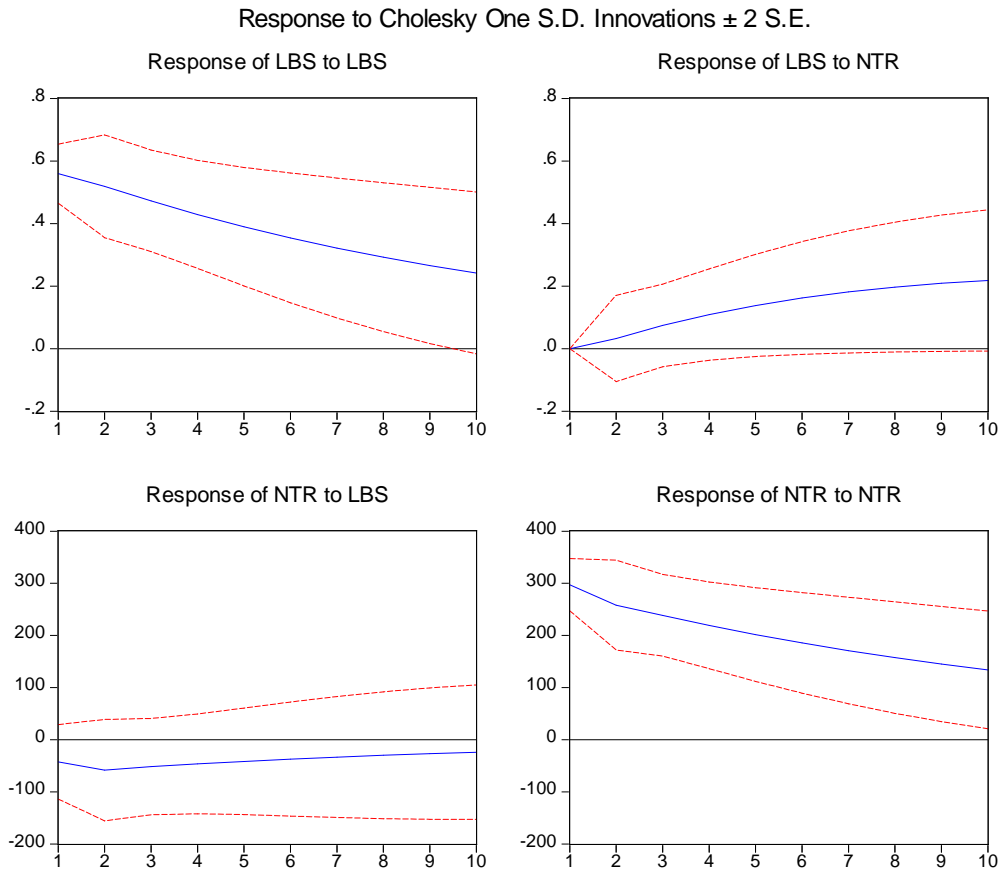 Response to Cholesky One S.D. Innovations ± 2 S.E.
Response of LBS to LBS
.8
.6
.4
.2
.0
-.2
1 2 3 4 5 6 7 8 9 10
Response of LBS to NTR
.8
.6
.4
.2
.0
-.2
1 2 3 4 5 6 7 8 9 10
Response of NTR to LBS
400
300
200
100
0
-100
-200
1 2 3 4 5 6 7 8 9 10
Response of NTR to NTR
400
300
200
100
0
-100
-200
1 2 3 4 5 6 7 8 9 10